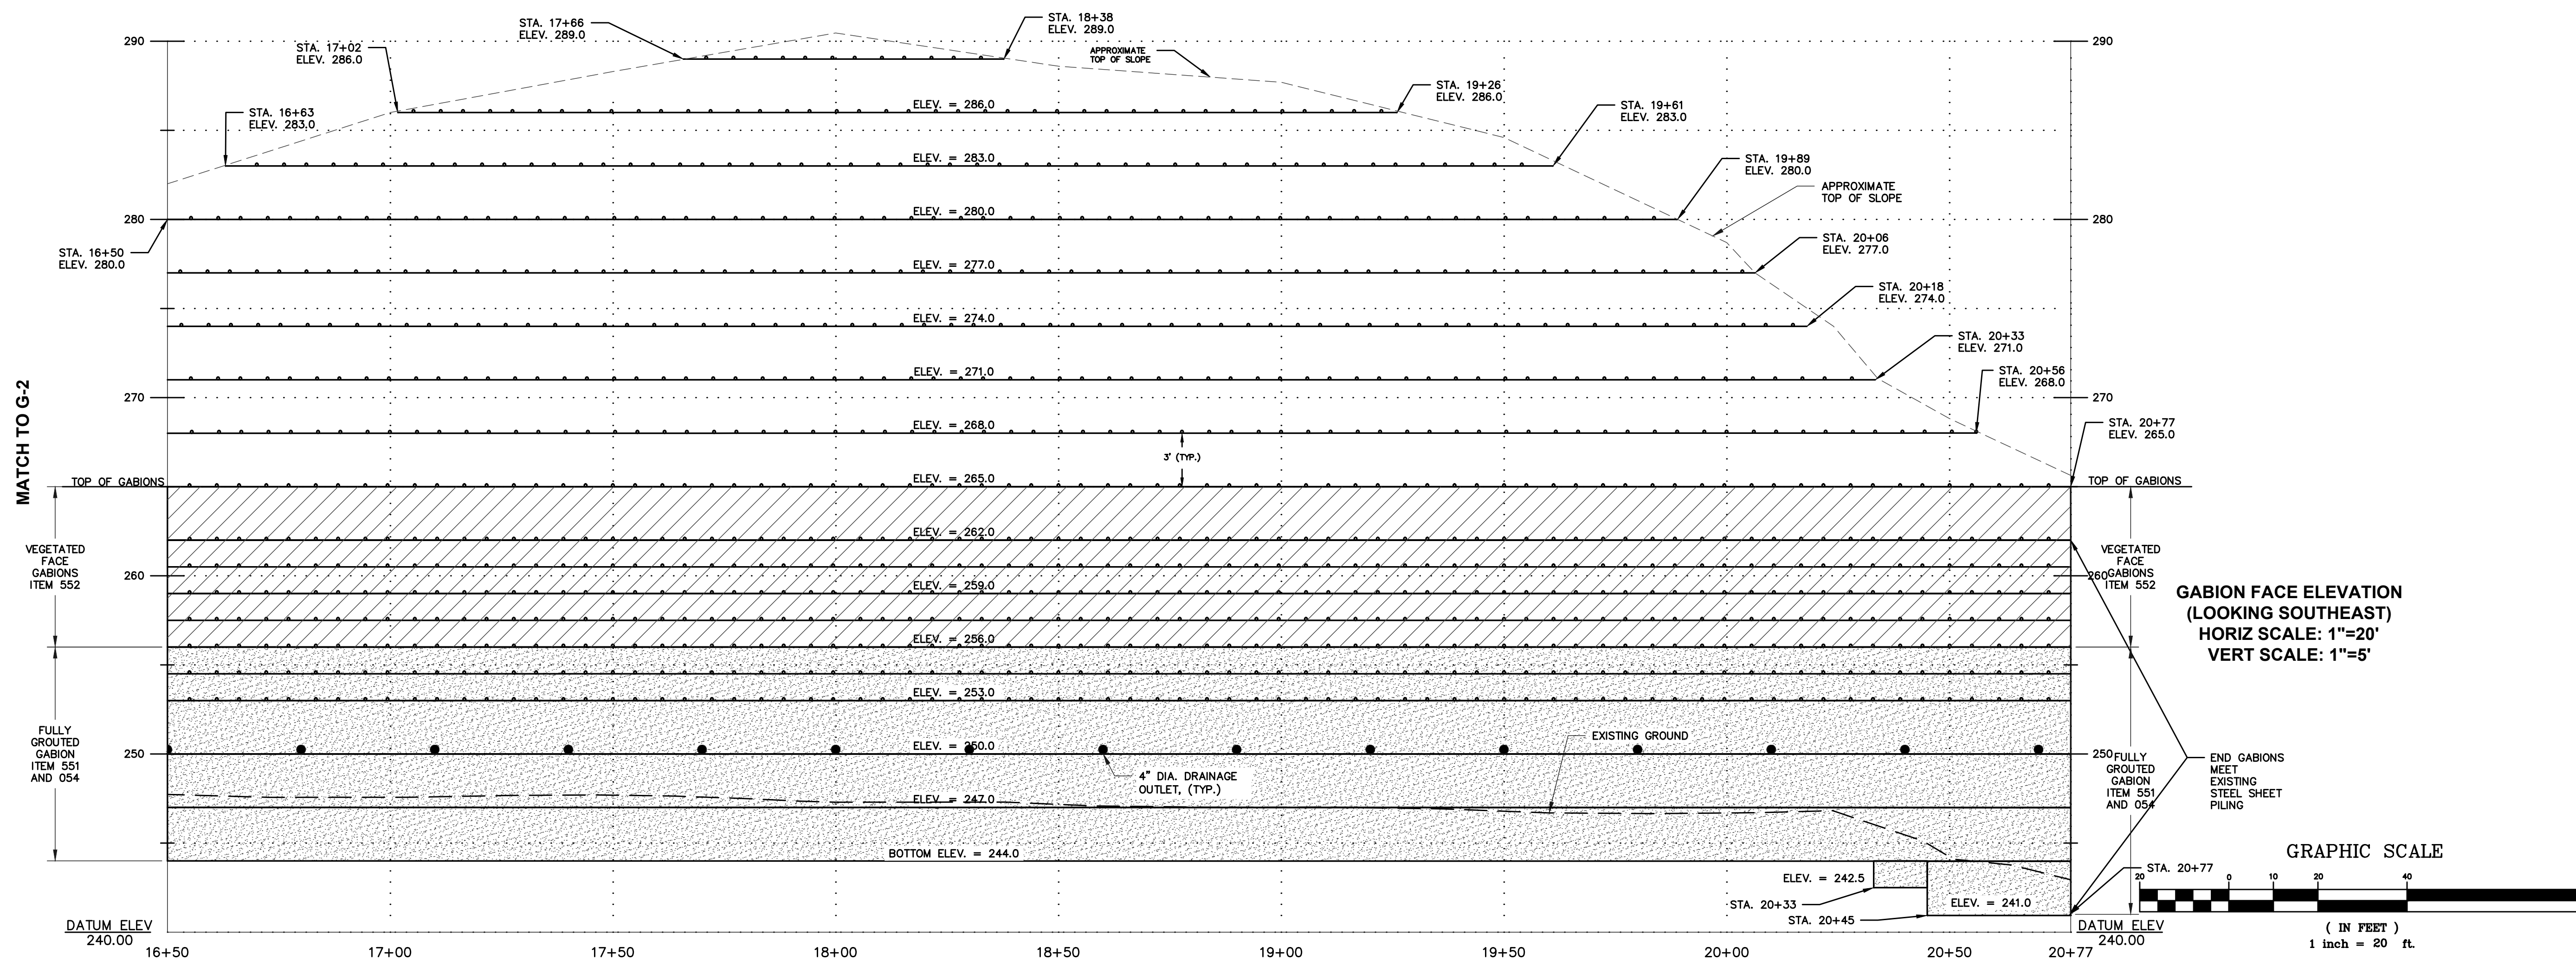 STA. 17+66
ELEV. 289.0
STA. 18+38
ELEV. 289.0
290
STA. 17+02
ELEV. 286.0
APPROXIMATE
TOP OF SLOPE
290
STA. 16+63
ELEV. 283.0
ELEV. = 286.0
STA. 19+26
ELEV. 286.0
STA. 19+61
ELEV. 283.0
ELEV. = 283.0
STA. 19+89
ELEV. 280.0
APPROXIMATE
TOP OF SLOPE
280
ELEV. = 280.0
280
STA. 16+50
ELEV. 280.0
ELEV. = 277.0
STA. 20+06
ELEV. 277.0
STA. 20+18
ELEV. 274.0
ELEV. = 274.0
STA. 20+33
ELEV. 271.0
ELEV. = 271.0
STA. 20+56
ELEV. 268.0
MATCH TO G-2
270
270
ELEV. = 268.0
STA. 20+77
ELEV. 265.0
3' (TYP.)
TOP OF GABIONS
ELEV. = 265.0
TOP OF GABIONS
ELEV. = 262.0
VEGETATED
FACE
GABIONS
ITEM 552
260
ELEV. = 259.0
VEGETATED
FACE
GABIONS
ITEM 552
260
GABION FACE ELEVATION
(LOOKING SOUTHEAST)
HORIZ SCALE: 1"=20'
VERT SCALE: 1"=5'
ELEV. = 256.0
ELEV. = 253.0
FULLY
GROUTED
GABION
ITEM 551
AND 054
250
ELEV. = 250.0
EXISTING GROUND
250
FULLY
GROUTED
GABION
ITEM 551
AND 054
END GABIONS
MEET
EXISTING
STEEL SHEET
PILING
4" DIA. DRAINAGE
OUTLET, (TYP.)
ELEV. = 247.0
BOTTOM ELEV. = 244.0
GRAPHIC SCALE
STA. 20+77
20
0
10
20
40
ELEV. = 242.5
STA. 20+33
ELEV. = 241.0
STA. 20+45
( IN FEET )
1 inch = 20 ft.
DATUM ELEV
240.00
DATUM ELEV
240.00
16+50
17+00
17+50
18+00
18+50
19+00
19+50
20+00
20+50
20+77